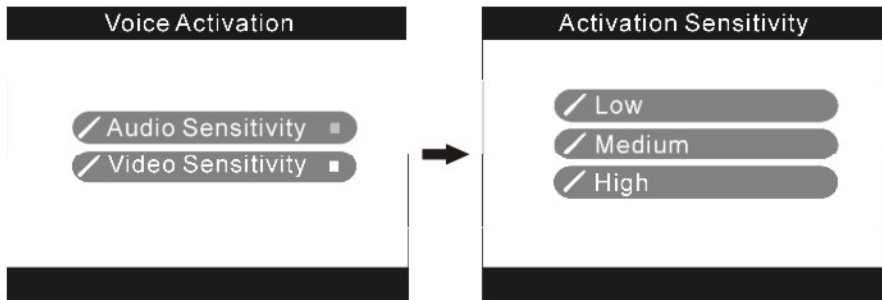 Voice Activation
Audio Sensitivity
Video Sensitivity
Activation Sensitivity
Low
Medium
High